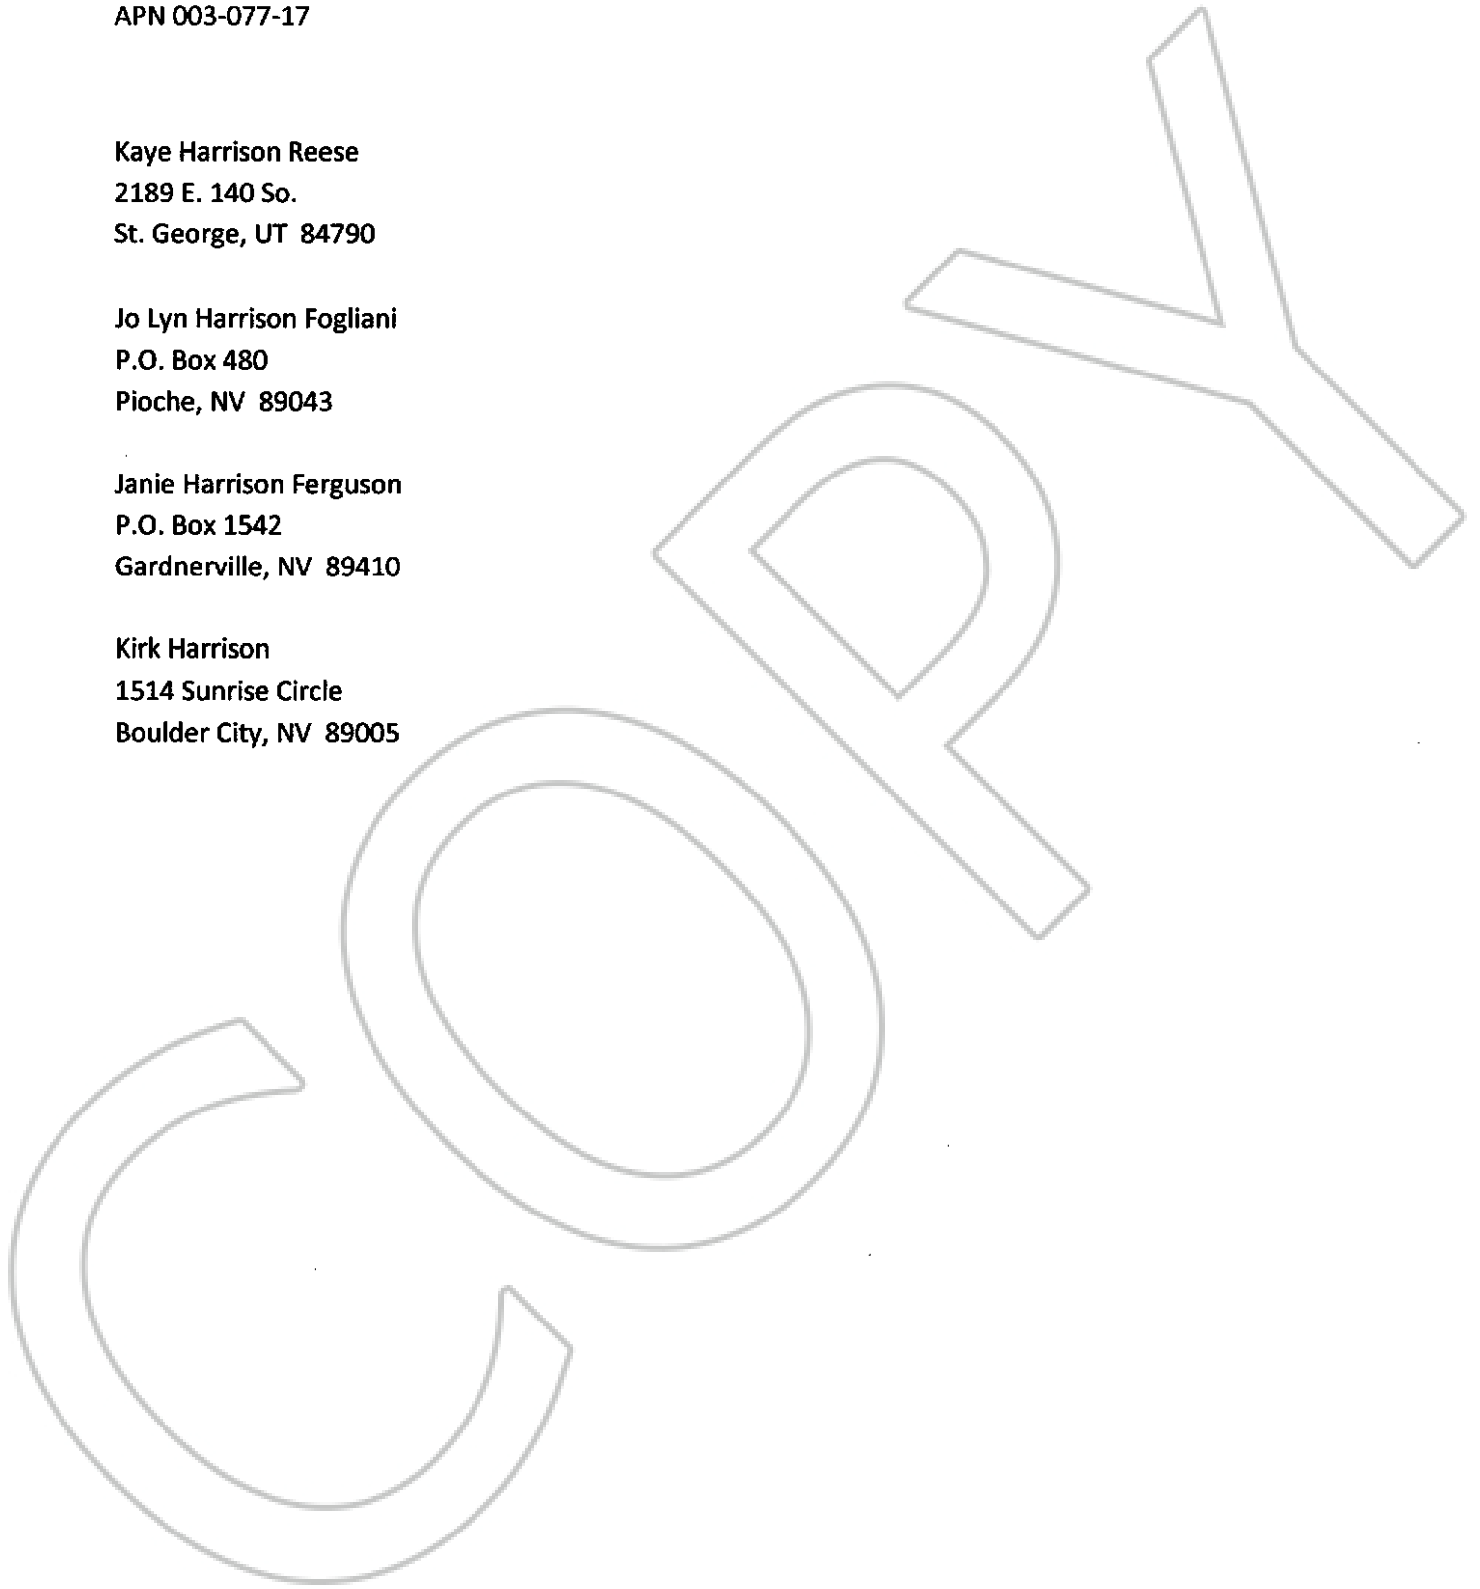 APN 003-077-17
Kaye Harrison Reese
2189 E. 140 So.
St. George, UT 84790
Jo Lyn Harrison Fogliani
P.O. Box 480
Pioche, NV 89043
Janie Harrison Ferguson
P.O. Box 1542
Gardnerville, NV 89410
Kirk Harrison
1514 Sunrise Circle
Boulder City, NV 89005
COPY